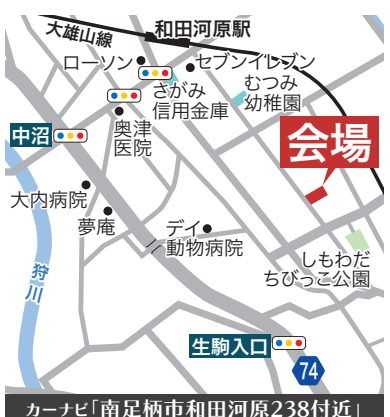 大雄山線
和田河原駅
ローソン
セブンイレブン
むつみ
幼稚園
さがみ
信用金庫
奥津
医院
中沼
会場
大内病院
夢庵
デイ
動物病院
しもわだ
ちびっこ公園
狩川
生駒入口
74
カーナビ「南足柄市和田河原238付近」